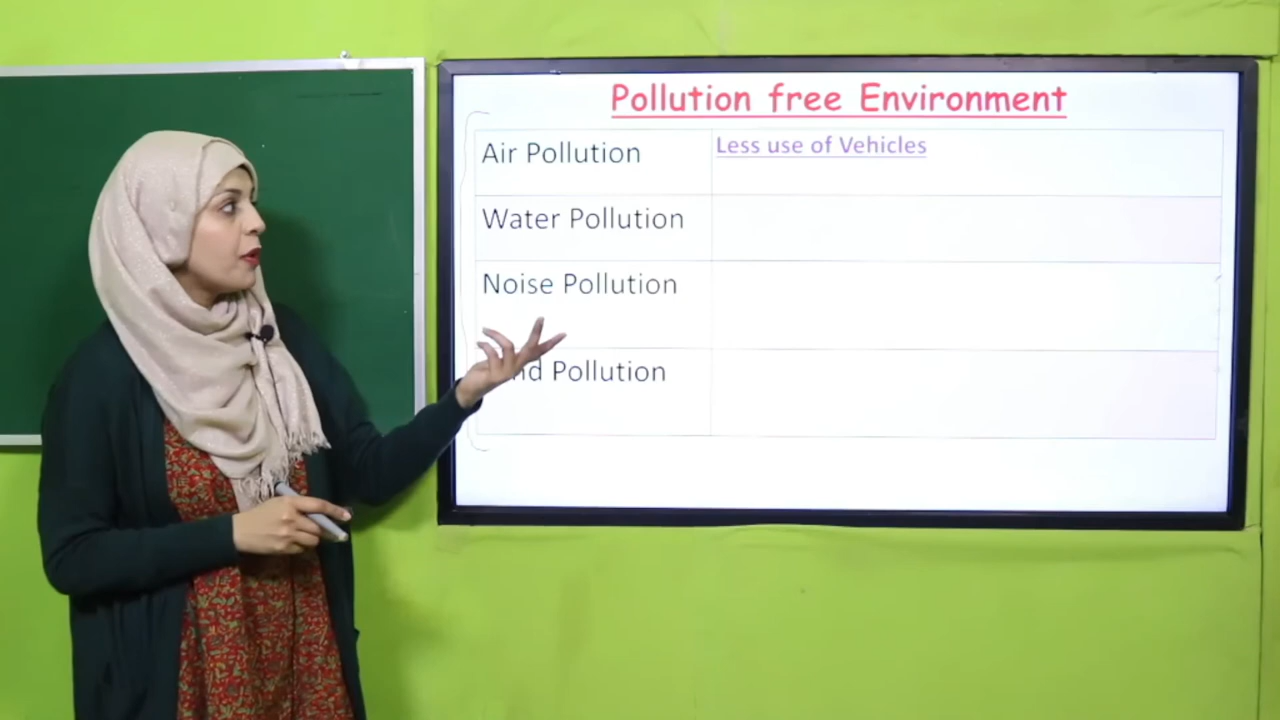 Pollution free Environment
Air Pollution
Less use of Vehicles
Water Pollution
Noise Pollution
Pollution